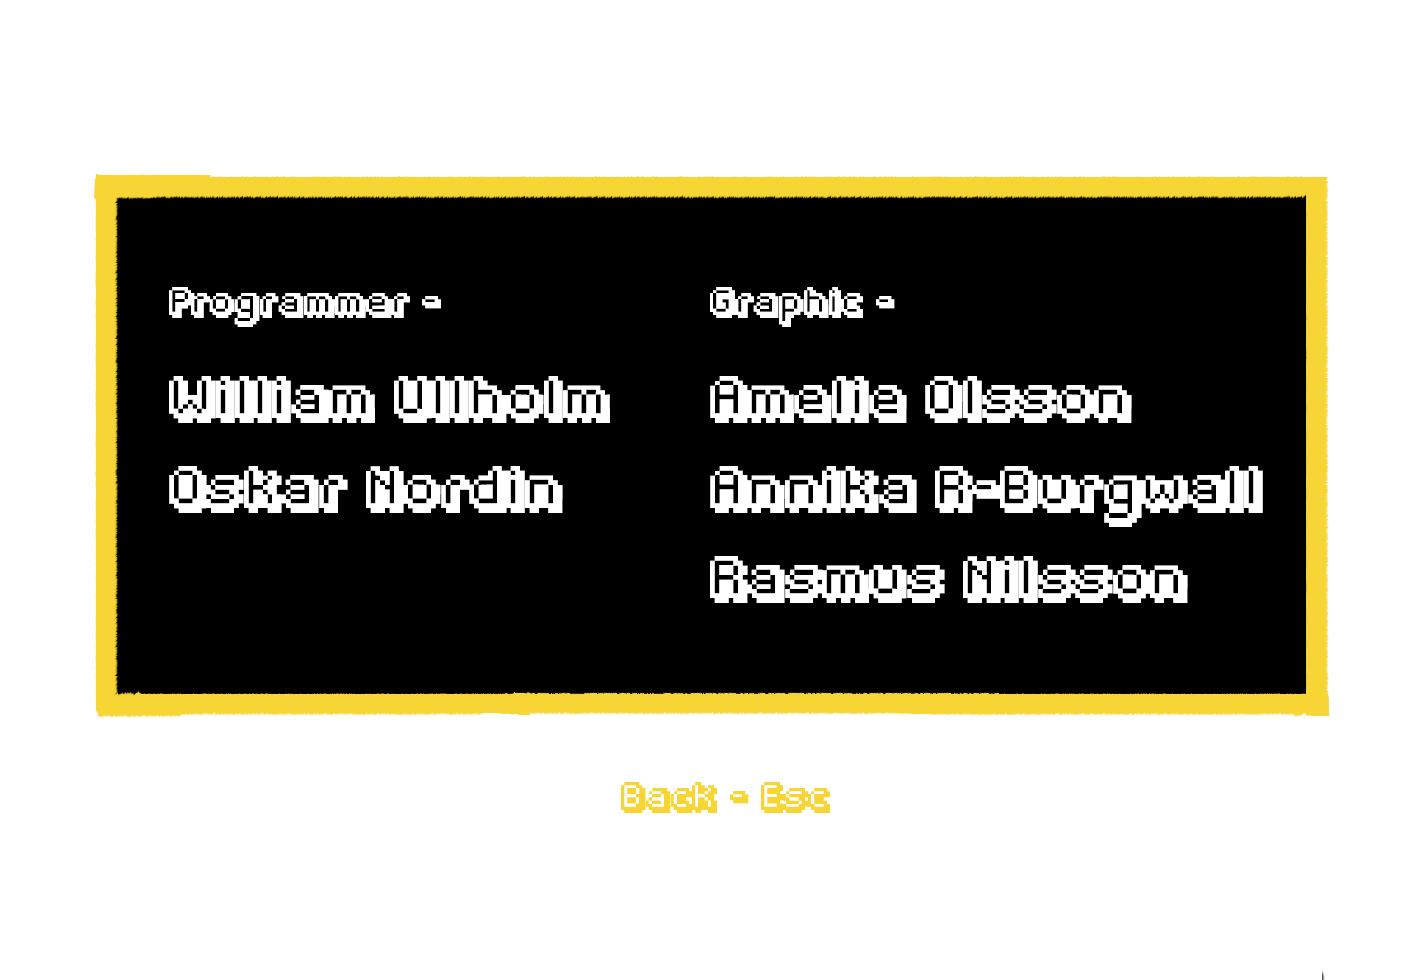 Programmer -
William Ullholm
Oskar Nordin
Graphic -
Amelie Olsson
Annika R-Burgwall
Rasmus Nilsson
Back - Esc